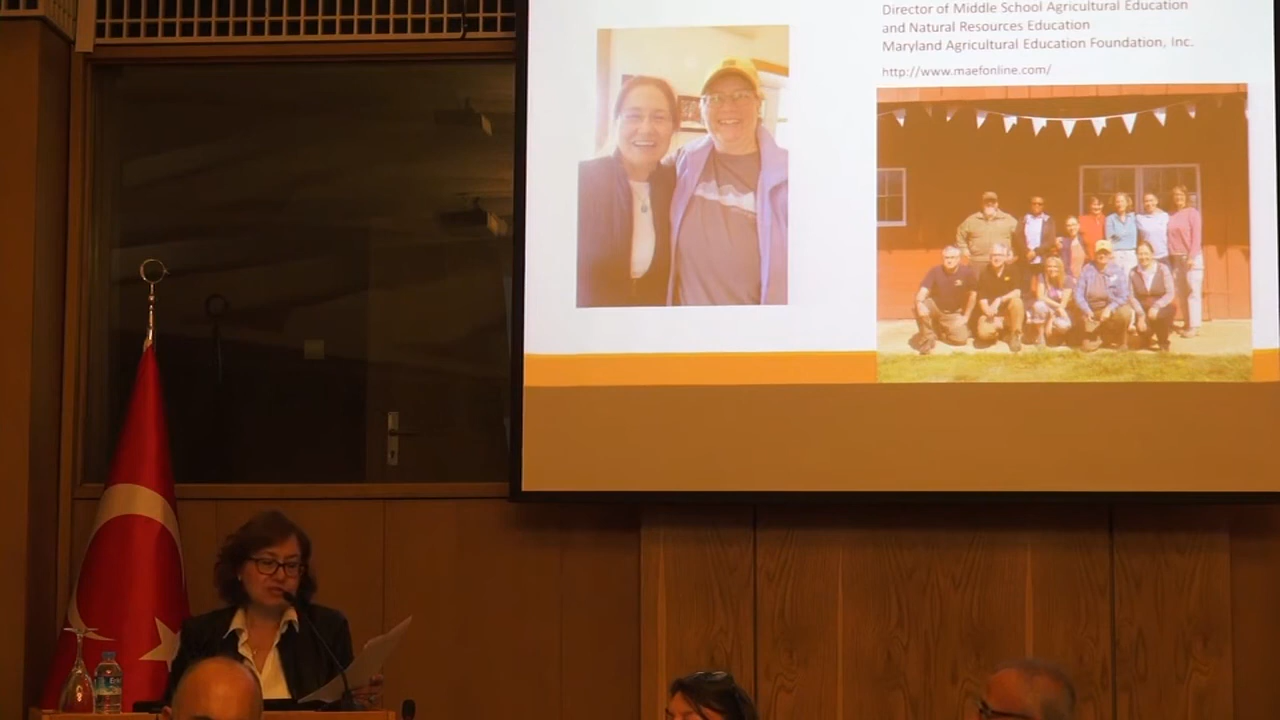 Director of Middle School Agricultural Education
and Natural Resources Education
Maryland Agricultural Education Foundation, Inc.
http://www.maefonline.com/